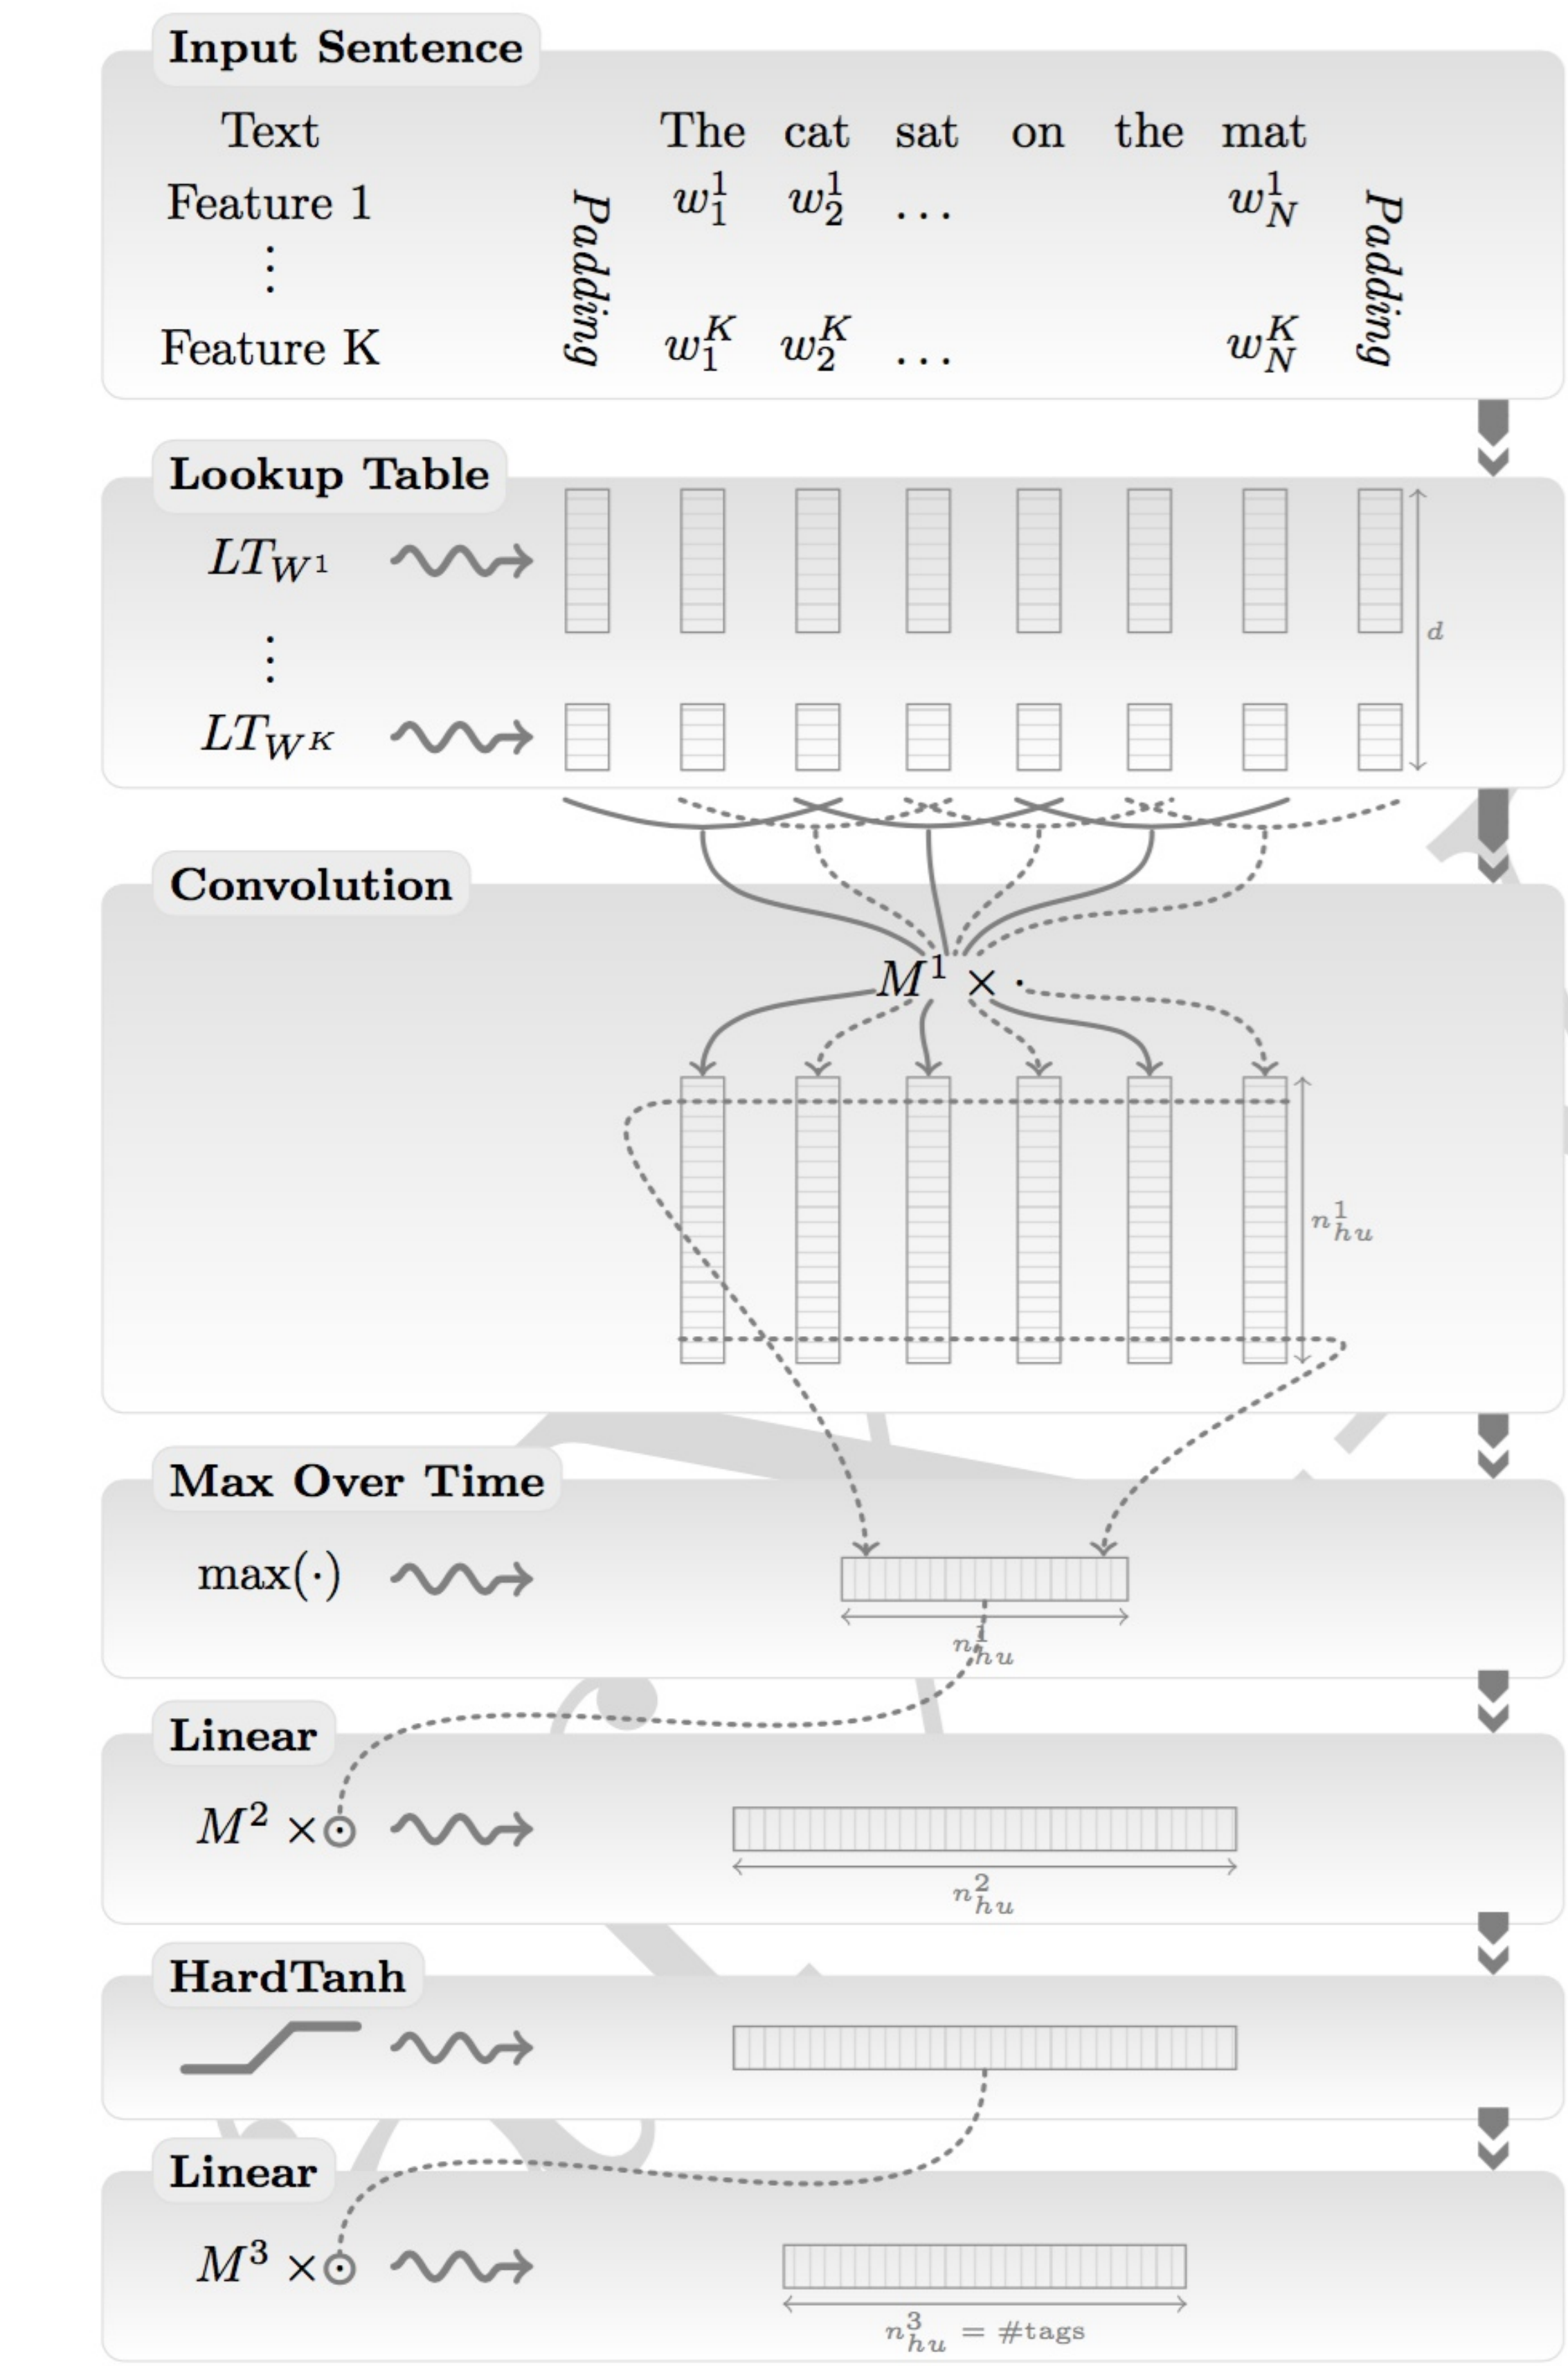 Input Sentence
Text The cat sat on the mat
Feature 1 w_1^1 w_2^1 ... w_N^1
⋮
Feature K w_1^K w_2^K ... w_N^K
Padding
Padding
Lookup Table
LT_{W^1}
⋮
d
LT_{W^K}
Convolution
M^1 × ·
n_{hu}^1
Max Over Time
max(·)
n_{hu}^1
Linear
M^2 × ⊙
n_{hu}^2
HardTanh
Linear
M^3 × ⊙
n_{hu}^3 = #tags